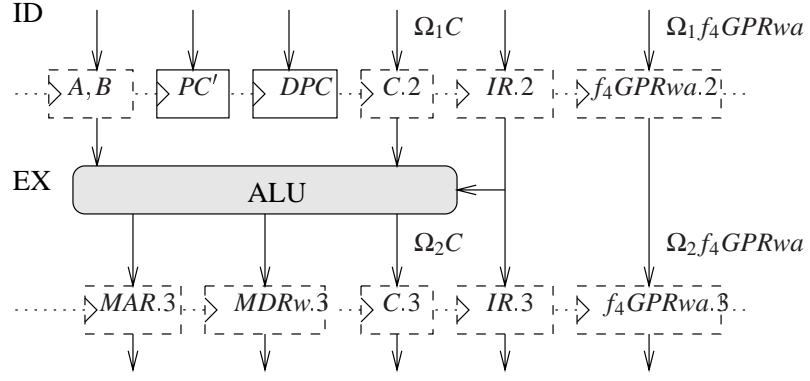 ID
Ω₁C
Ω₁f₄GPRwa
A,B PC′ DPC C.2 IR.2 f₄GPRwa.2
EX
ALU
Ω₂C
Ω₂f₄GPRwa
MAR.3 MDRw.3 C.3 IR.3 f₄GPRwa.3